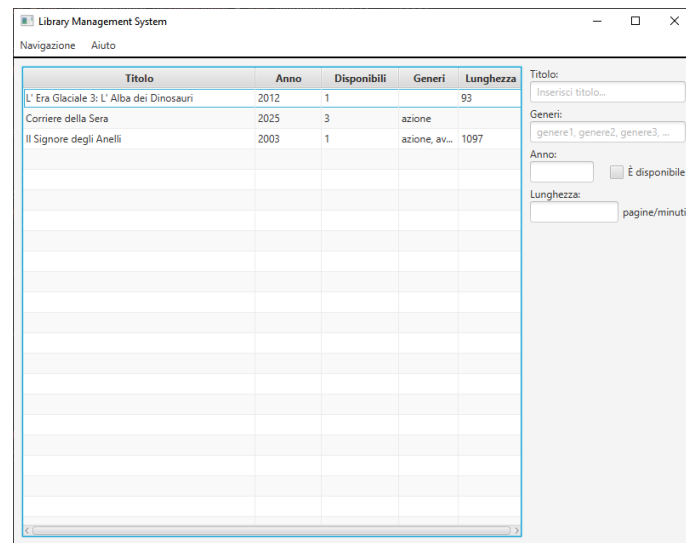 Library Management System
Navigazione Aiuto
Titolo Anno Disponibili Generi Lunghezza
L' Era Glaciale 3: L' Alba dei Dinosauri 2012 1 93
Corriere della Sera 2025 3 azione
Il Signore degli Anelli 2003 1 azione, av... 1097
Titolo:
Inserisci titolo...
Generi:
genere1, genere2, genere3, ...
Anno:
È disponibile
Lunghezza:
pagine/minuti